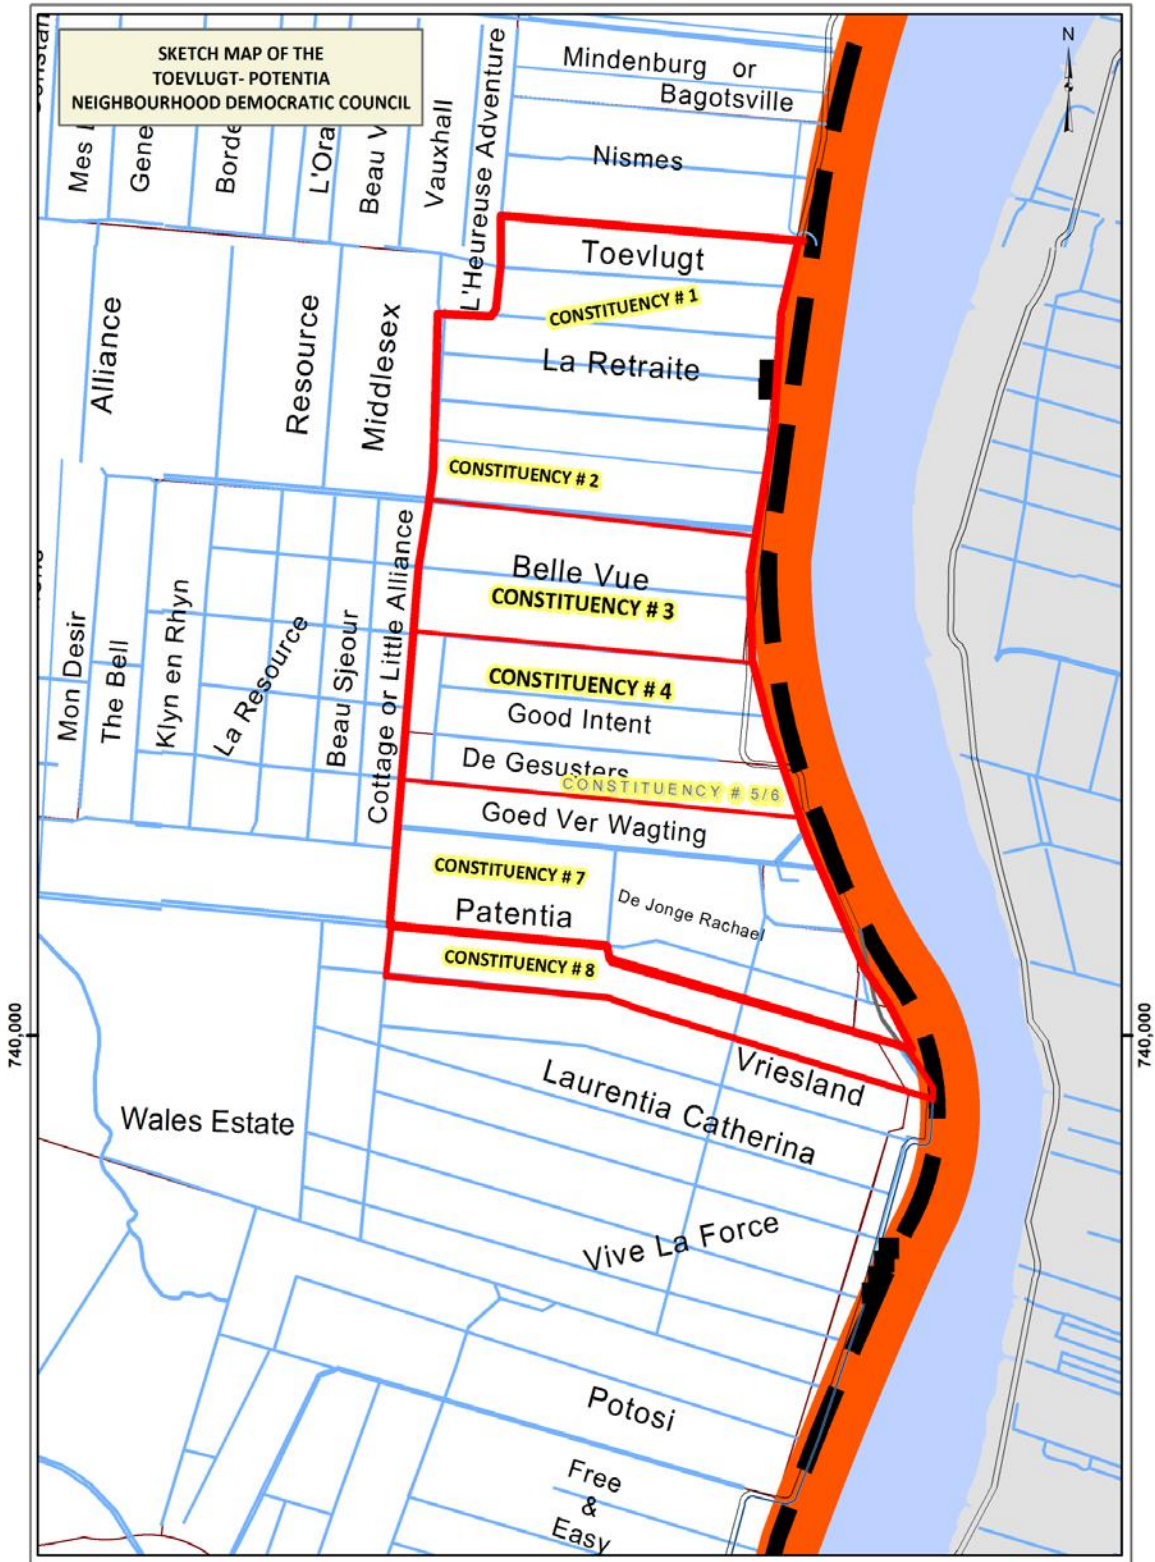 SKETCH MAP OF THE
TOEVLUGT- POTENTIA
NEIGHBOURHOOD DEMOCRATIC COUNCIL
N
Mindenburg or
Bagotsville
Nismes
Gene
Borde
L'Ora
Beau V
Vauxhall
L'Heureuse Adventure
Toevlugt
CONSTITUENCY # 1
La Retraite
Alliance
Resource
Middlesex
CONSTITUENCY # 2
Belle Vue
CONSTITUENCY # 3
Mon Desir
The Bell
Klyn en Rhyn
La Resource
Beau Sjeour
Cottage or Little Alliance
CONSTITUENCY # 4
Good Intent
De Gesusters
CONSTITUENCY # 5/6
Goed Ver Wagting
CONSTITUENCY # 7
Patentia
De Jonge Rachael
CONSTITUENCY # 8
740,000
740,000
Vriesland
Laurentia Catherina
Wales Estate
Vive La Force
Potosi
Free
&
Easy